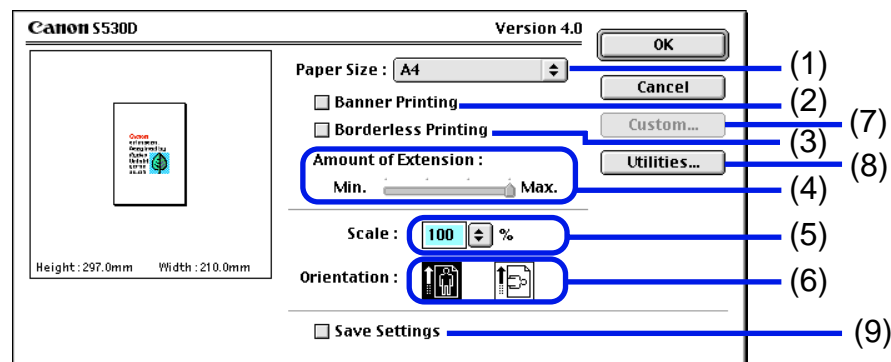 Canon S530D Version 4.0
OK
Paper Size : A4 (1)
Cancel
Banner Printing (2)
Custom... (7)
Borderless Printing (3)
Amount of Extension :
Utilities... (8)
Min. Max. (4)
Scale : 100 % (5)
Height : 297.0mm Width : 210.0mm
Orientation : (6)
Save Settings (9)